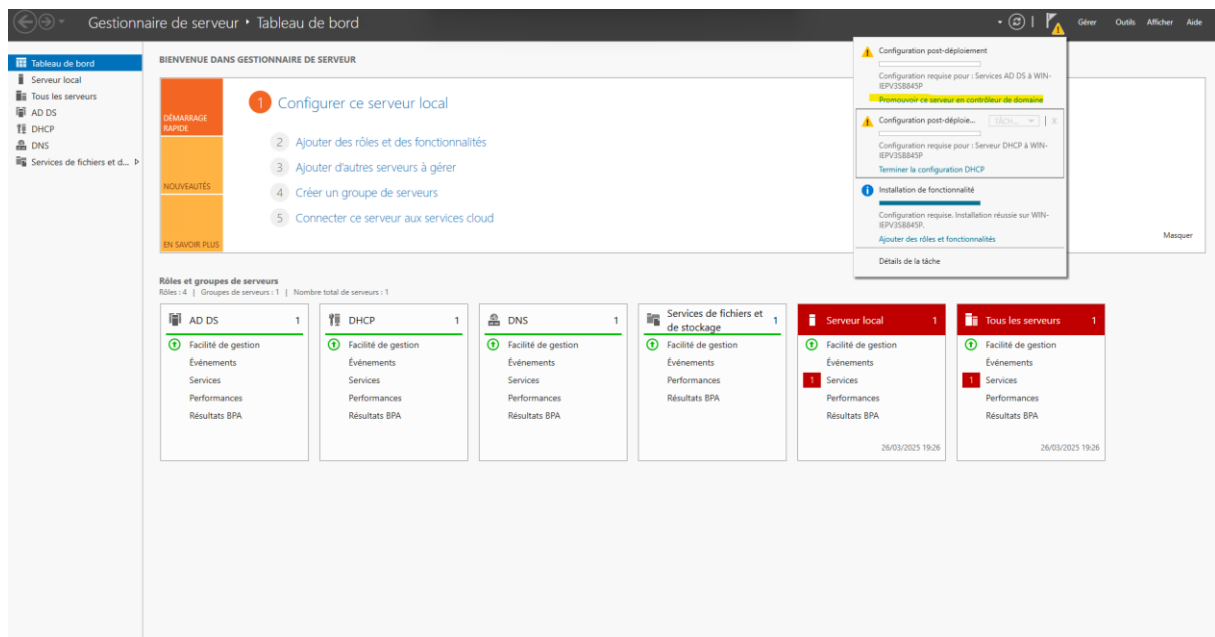 Gestionnaire de serveur • Tableau de bord
Gérer Outils Afficher Aide
Tableau de bord
Serveur local
Tous les serveurs
AD DS
DHCP
DNS
Services de fichiers et d...
BIENVENUE DANS GESTIONNAIRE DE SERVEUR
DÉMARRAGE
RAPIDE
NOUVEAUTÉS
EN SAVOIR PLUS
1 Configurer ce serveur local
2 Ajouter des rôles et des fonctionnalités
3 Ajouter d'autres serveurs à gérer
4 Créer un groupe de serveurs
5 Connecter ce serveur aux services cloud
Configuration post-déploiement
Configuration requise pour : Services AD DS à WIN-
IEPV3SB845P
Promouvoir ce serveur en contrôleur de domaine
Configuration post-déploie... TÂCH... X
Configuration requise pour : Serveur DHCP à WIN-
IEPV3SB845P
Terminer la configuration DHCP
Installation de fonctionnalité
Configuration requise. Installation réussie sur WIN-
IEPV3SB845P.
Ajouter des rôles et fonctionnalités
Détails de la tâche
Masquer
Rôles et groupes de serveurs
Rôles : 4 | Groupes de serveurs : 1 | Nombre total de serveurs : 1
AD DS 1
Facilité de gestion
Événements
Services
Performances
Résultats BPA
DHCP 1
Facilité de gestion
Événements
Services
Performances
Résultats BPA
DNS 1
Facilité de gestion
Événements
Services
Performances
Résultats BPA
Services de fichiers et
de stockage 1
Facilité de gestion
Événements
Performances
Résultats BPA
Serveur local 1
Facilité de gestion
Événements
1 Services
Performances
Résultats BPA
26/03/2025 19:26
Tous les serveurs 1
Facilité de gestion
Événements
1 Services
Performances
Résultats BPA
26/03/2025 19:26